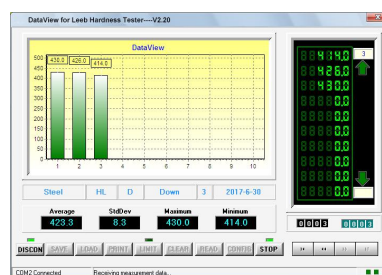 DataView for Leeb Hardness Tester----V2.20
DataView
500
450
400
350
300
250
200
150
100
50
0
430.0 426.0 414.0
1 2 3 4 5 6 7 8 9 10
Steel HL D Down 3 2017-6-30
Average StdDev Maximum Minimum
423.3 8.3 430.0 414.0
DISCON SAVE LOAD PRINT LIMIT CLEAR READ CONFIG STOP
COM2 Connected Receiving measurment data...
414.0 3
426.0
430.0
0.0
0.0
0.0
0.0
0.0
0.0
0.0
0003 0003